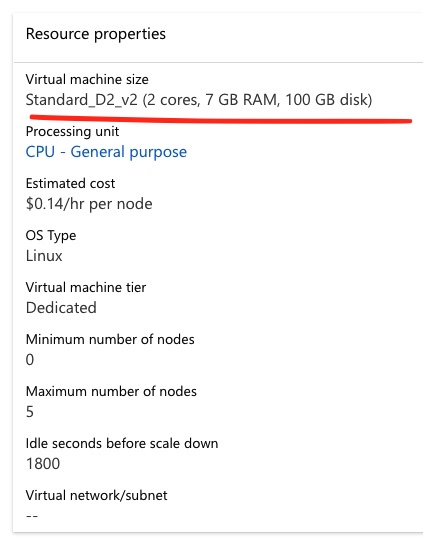 Resource properties
Virtual machine size
Standard_D2_v2 (2 cores, 7 GB RAM, 100 GB disk)
Processing unit
CPU - General purpose
Estimated cost
$0.14/hr per node
OS Type
Linux
Virtual machine tier
Dedicated
Minimum number of nodes
0
Maximum number of nodes
5
Idle seconds before scale down
1800
Virtual network/subnet
--